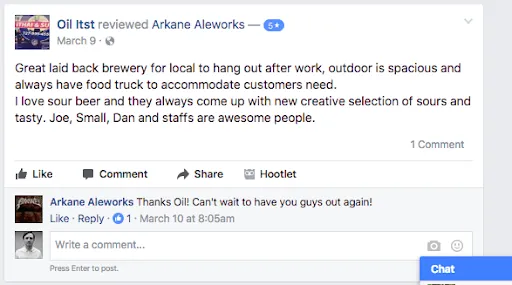 Oil Itst reviewed Arkane Aleworks — 5★
March 9 ·
Great laid back brewery for local to hang out after work, outdoor is spacious and
always have food truck to accommodate customers need.
I love sour beer and they always come up with new creative selection of sours and
tasty. Joe, Small, Dan and staffs are awesome people.
1 Comment
Like Comment Share Hootlet
Arkane Aleworks Thanks Oil! Can't wait to have you guys out again!
Like · Reply · 1 · March 10 at 8:05am
Write a comment...
Press Enter to post.
Chat